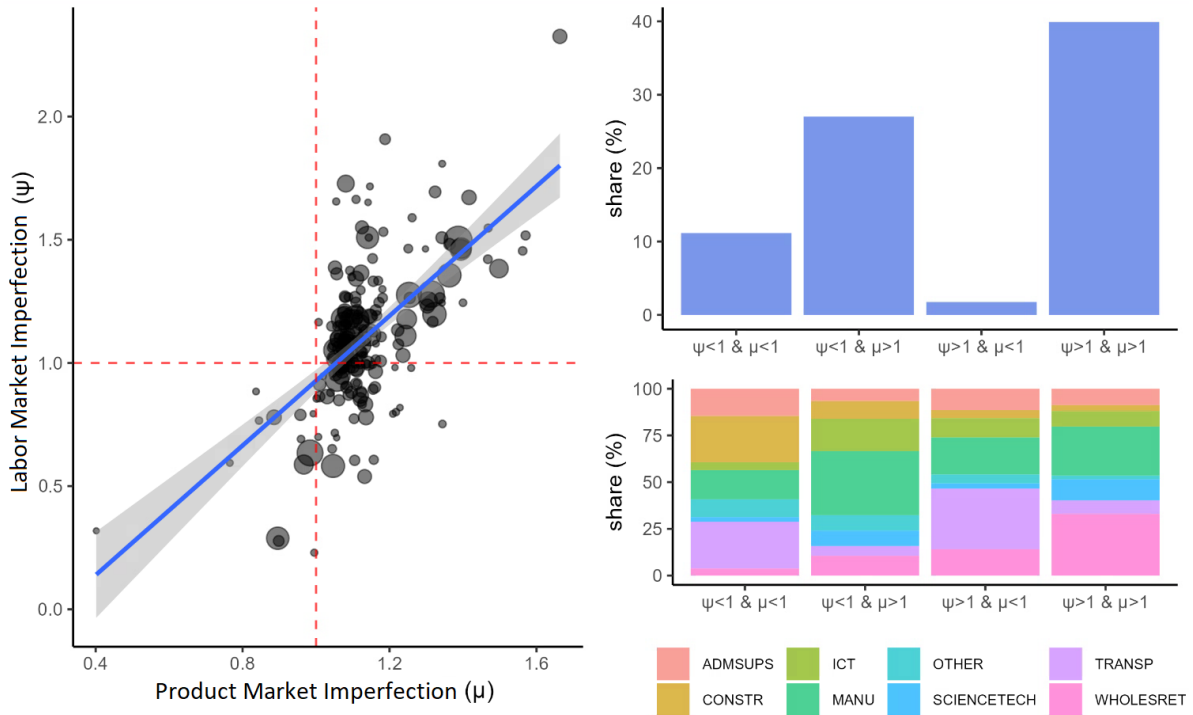 Labor Market Imperfection (ψ)
2.0
1.5
1.0
0.5
0.0
0.4
0.8
1.2
1.6
Product Market Imperfection (μ)
share (%)
40
30
20
10
0
ψ<1 & μ<1
ψ<1 & μ>1
ψ>1 & μ<1
ψ>1 & μ>1
share (%)
100
75
50
25
0
ψ<1 & μ<1
ψ<1 & μ>1
ψ>1 & μ<1
ψ>1 & μ>1
ADMSUPS
ICT
OTHER
TRANSP
CONSTR
MANU
SCIENCETECH
WHOLESRET